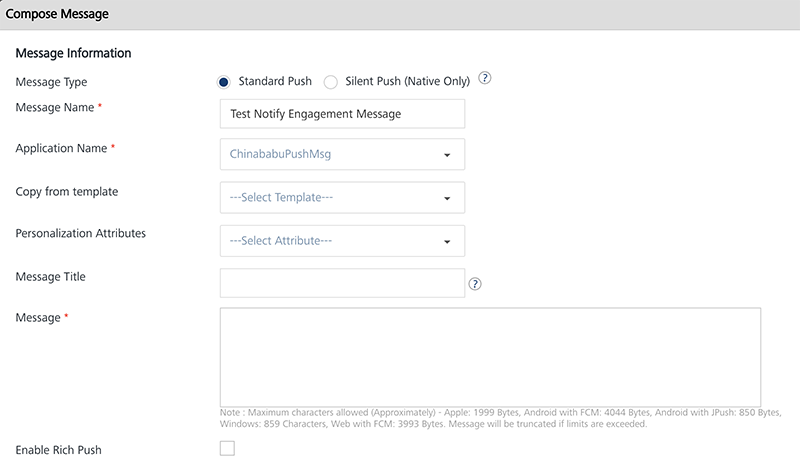 Compose Message
Message Information
Message Type Standard Push Silent Push (Native Only) ?
Message Name * Test Notify Engagement Message
Application Name * ChinababuPushMsg
Copy from template ---Select Template---
Personalization Attributes ---Select Attribute---
Message Title ?
Message *
Note : Maximum characters allowed (Approximately) - Apple: 1999 Bytes, Android with FCM: 4044 Bytes, Android with JPush: 850 Bytes,
Windows: 859 Characters, Web with FCM: 3993 Bytes. Message will be truncated if limits are exceeded.
Enable Rich Push